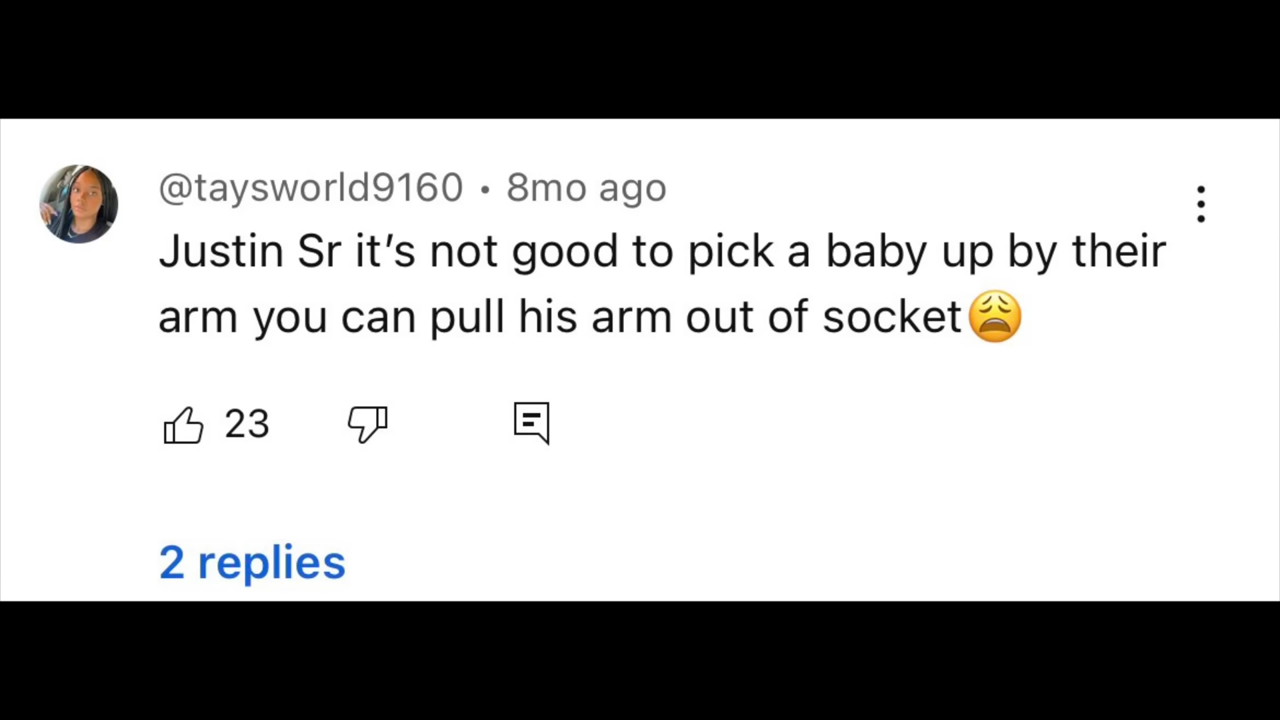 @taysworld9160 • 8mo ago
Justin Sr it’s not good to pick a baby up by their
arm you can pull his arm out of socket😩
23
2 replies